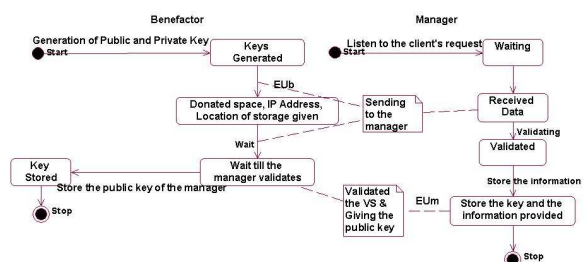 Benefactor
Manager
Generation of Public and Private Key
Start
Keys
Generated
Listen to the client's request
Start
Waiting
EUb
Donated space, IP Address,
Location of storage given
Sending
to the
manager
Received
Data
Wait
Validating
Validated
Key
Stored
Wait till the
manager validates
Store the public key of the manager
Store the information
Stop
Validated
the VS &
Giving the
public key
EUm
Store the key and the
information provided
Stop